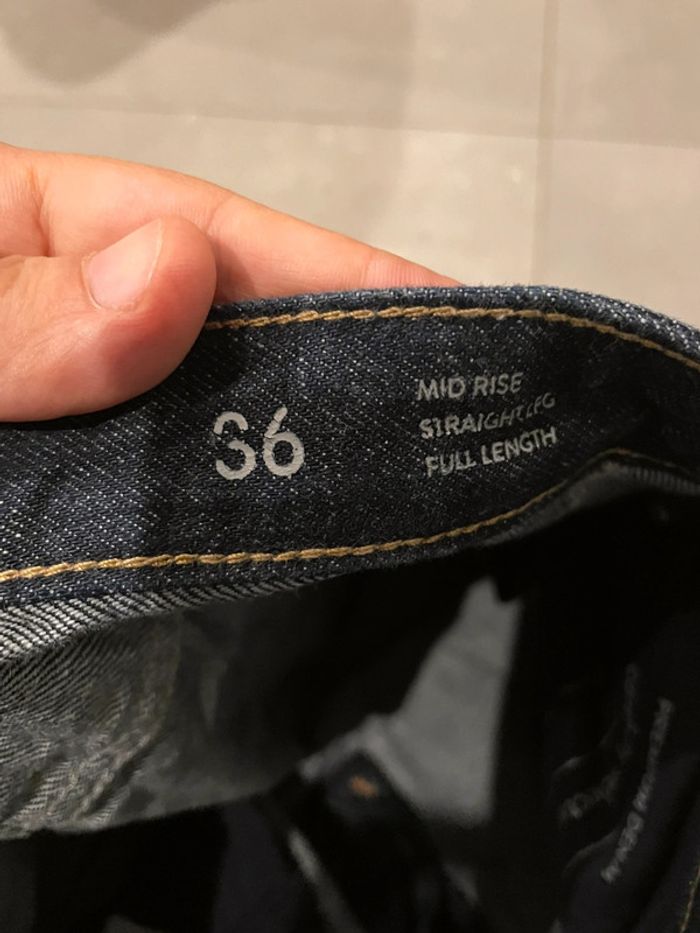 36
MID RISE
STRAIGHT LEG
FULL LENGTH